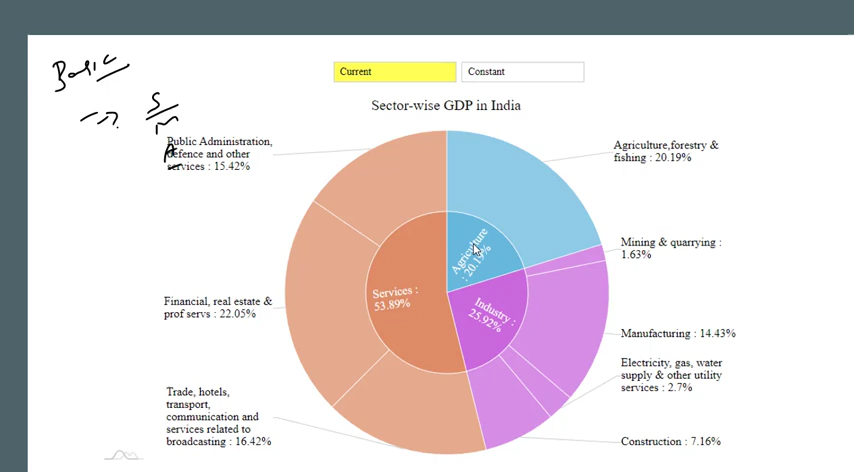 Basic
S
M
A
Current
Constant
Sector-wise GDP in India
Public Administration,
defence and other
services : 15.42%
Agriculture,forestry &
fishing : 20.19%
Mining & quarrying :
1.63%
Agriculture
: 20.19%
Services :
53.89%
Industry :
25.92%
Financial, real estate &
prof servs : 22.05%
Manufacturing : 14.43%
Electricity, gas, water
supply & other utility
services : 2.7%
Trade, hotels,
transport,
communication and
services related to
broadcasting : 16.42%
Construction : 7.16%